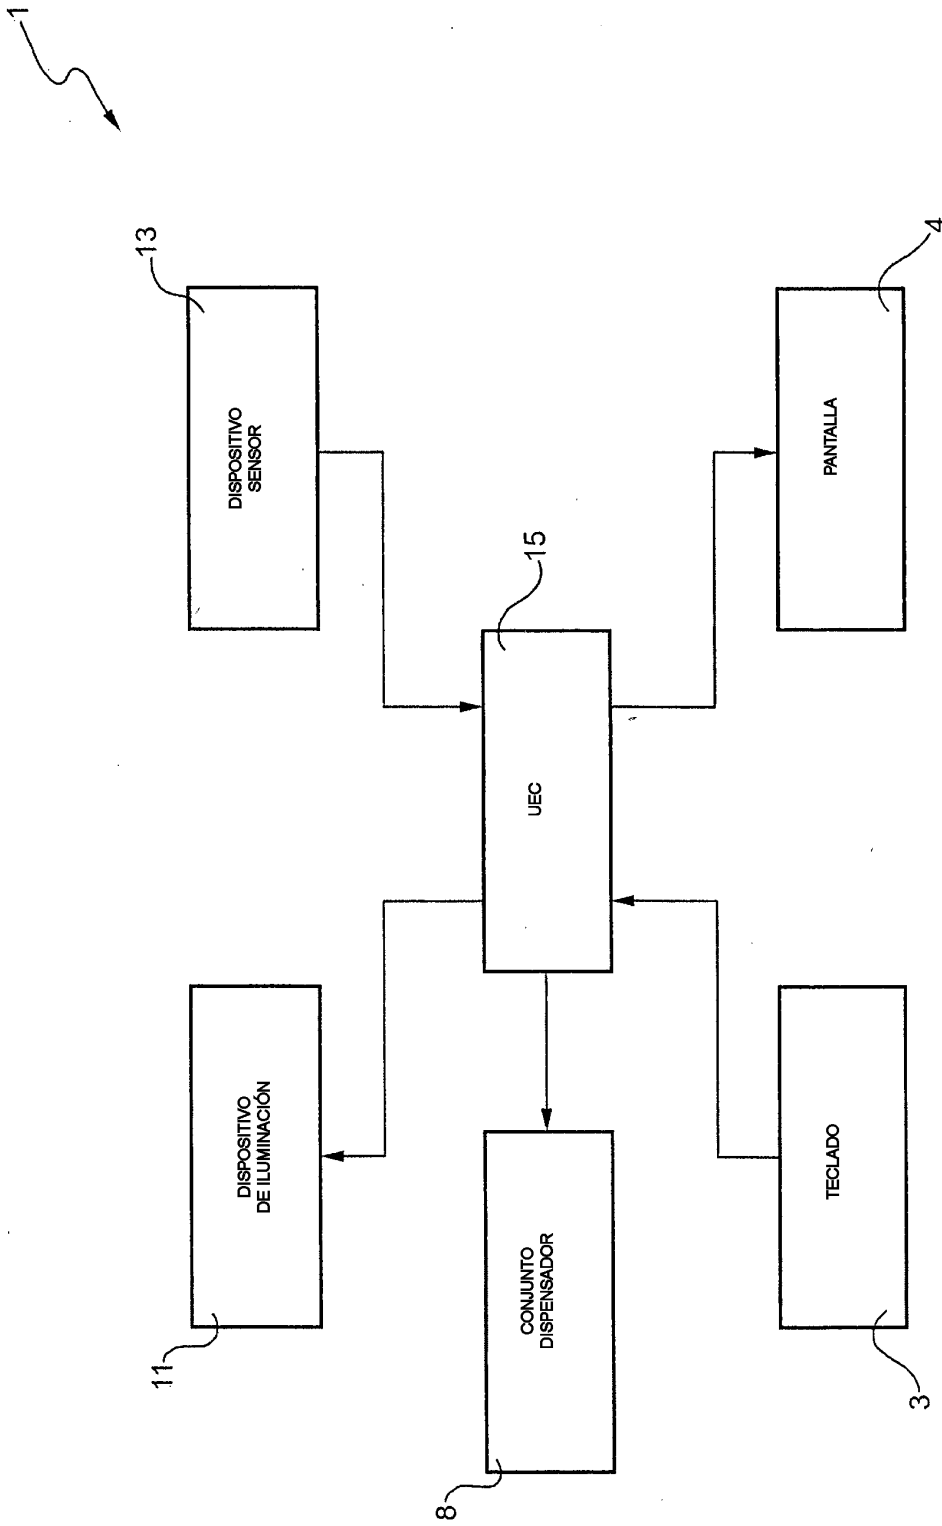 1
11
13
DISPOSITIVO
DE ILUMINACIÓN
DISPOSITIVO
SENSOR
8
CONJUNTO
DISPENSADOR
UEC
15
TECLADO
PANTALLA
3
4